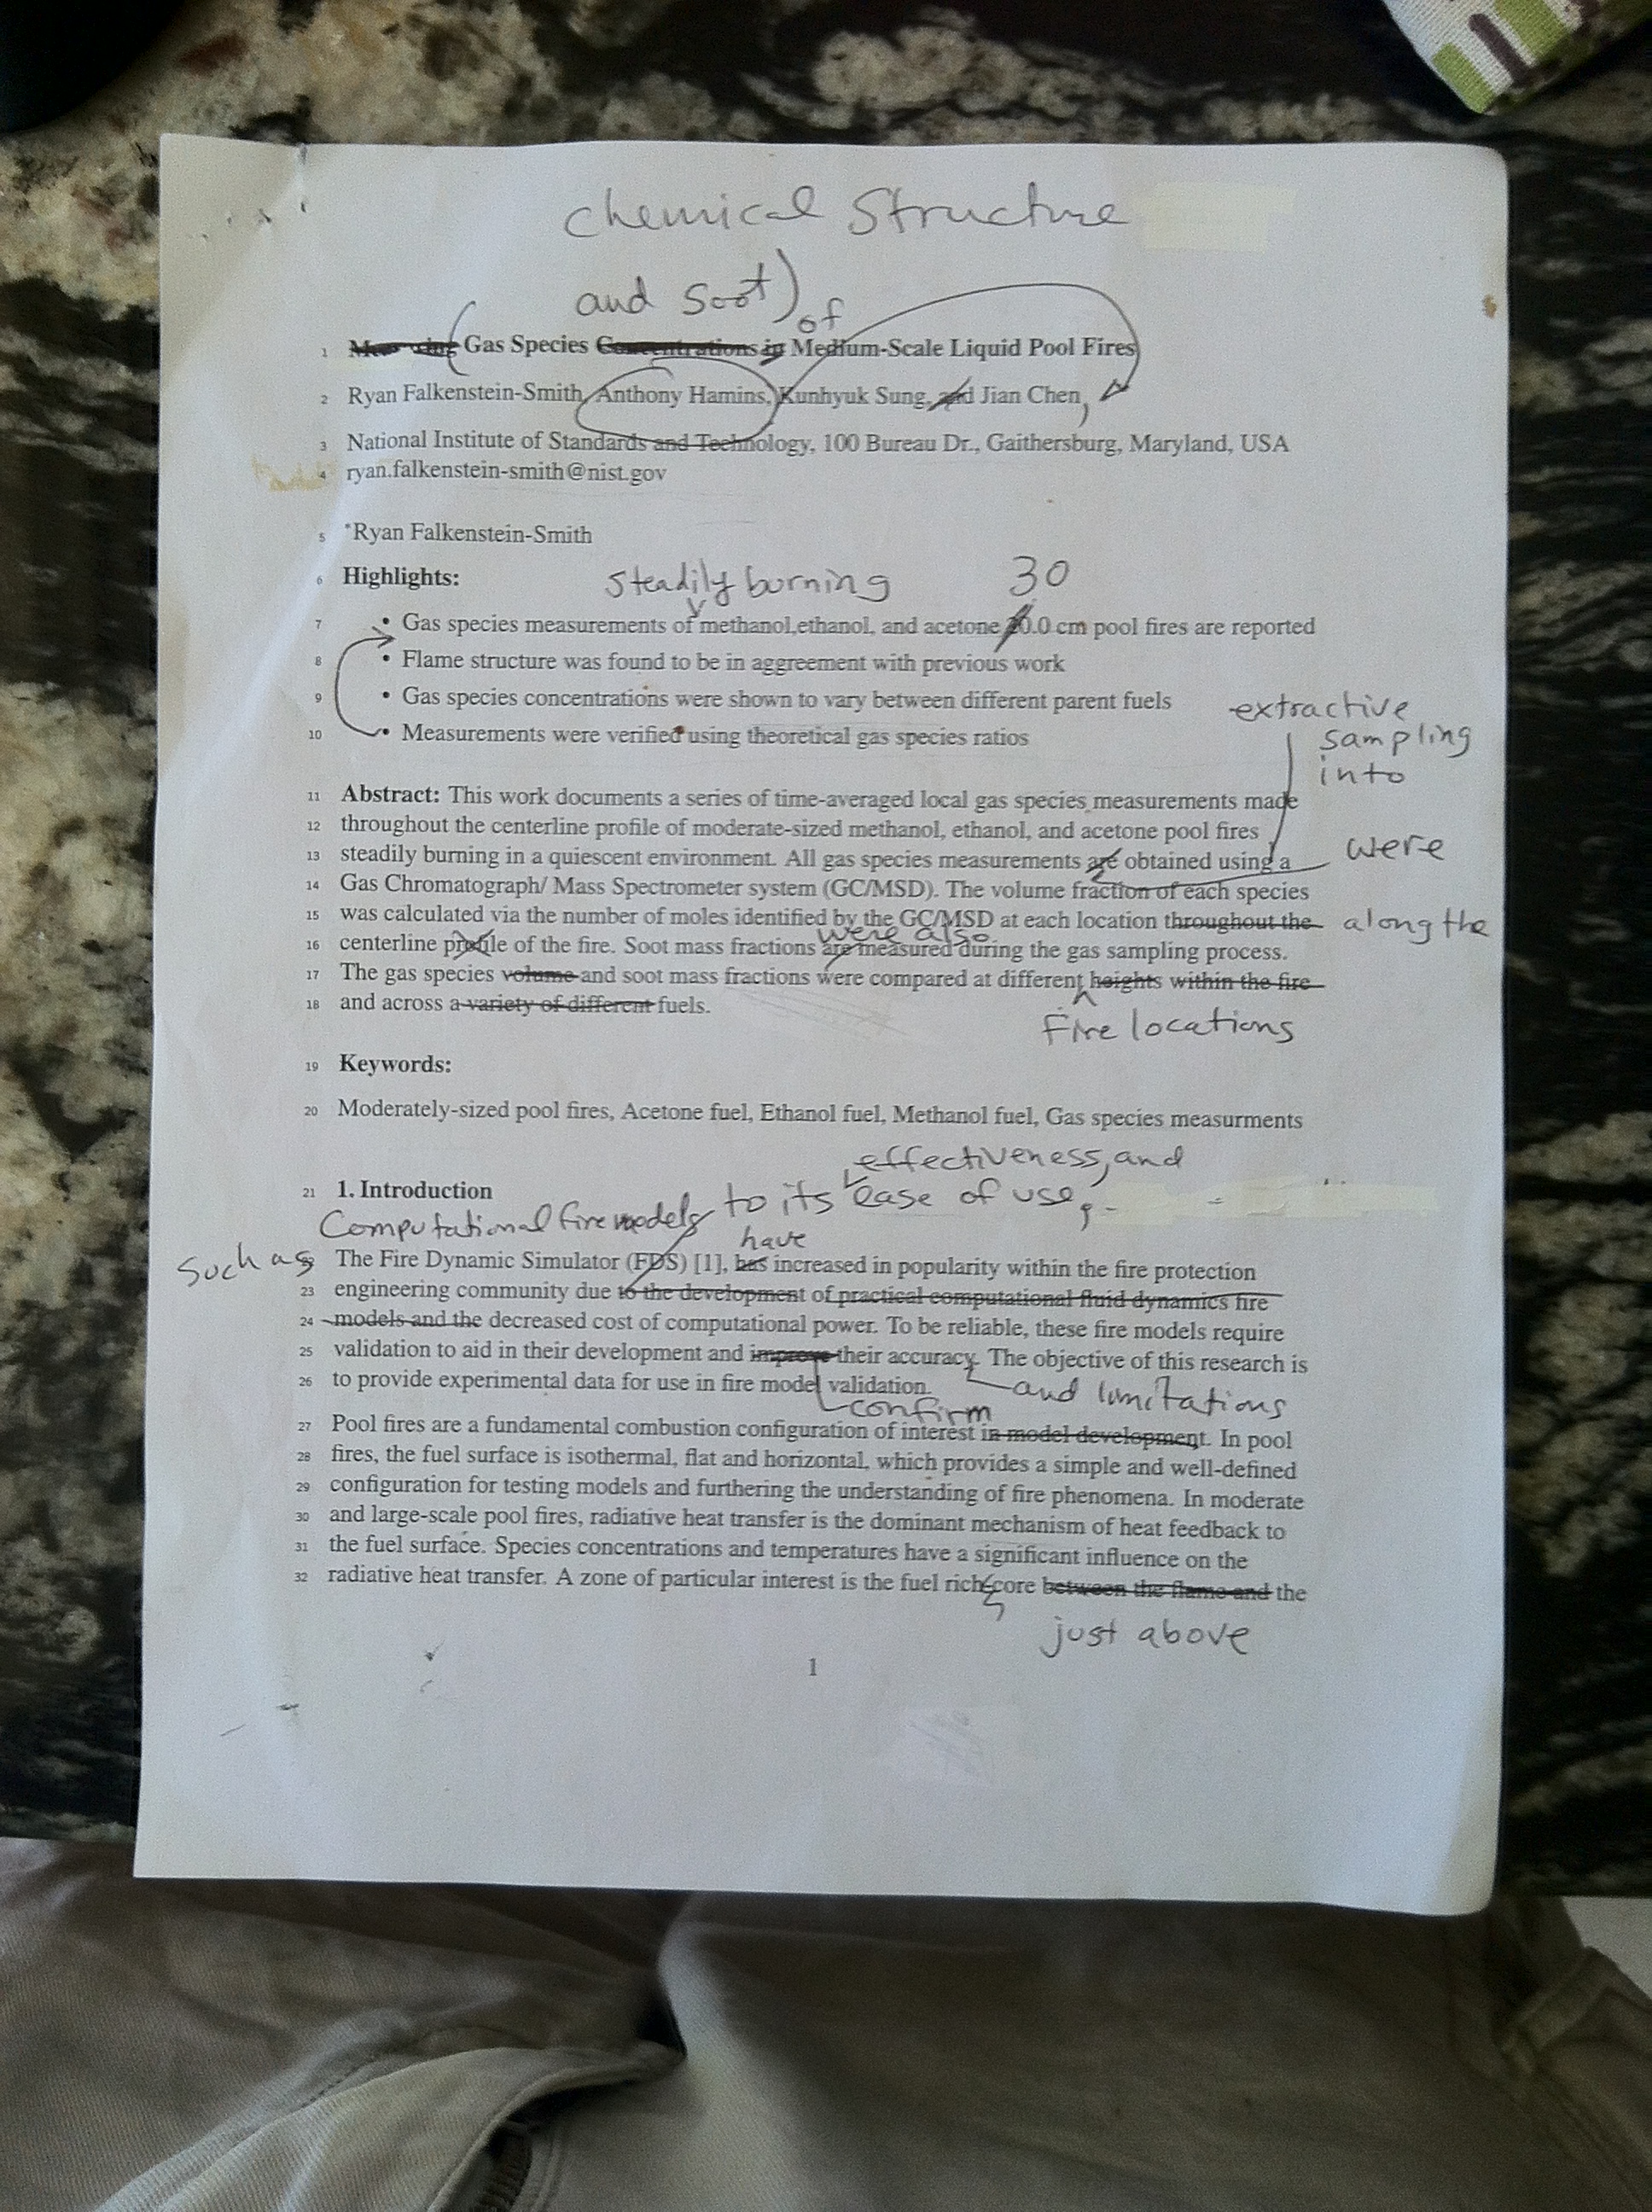 chemical Structure
and Soot) of
1 Measuring ( Gas Species Concentrations in Medium-Scale Liquid Pool Fires
2 Ryan Falkenstein-Smith, Anthony Hamins, Kunhyuk Sung, and Jian Chen,
3 National Institute of Standards and Technology, 100 Bureau Dr., Gaithersburg, Maryland, USA
4 ryan.falkenstein-smith@nist.gov
5 *Ryan Falkenstein-Smith
6 Highlights:
steadily burning 30
7 • Gas species measurements of methanol,ethanol, and acetone 0.0 cm pool fires are reported
8 • Flame structure was found to be in aggreement with previous work
9 • Gas species concentrations were shown to vary between different parent fuels
extractive
10 • Measurements were verified using theoretical gas species ratios
sampling
into
11 Abstract: This work documents a series of time-averaged local gas species measurements made
12 throughout the centerline profile of moderate-sized methanol, ethanol, and acetone pool fires
13 steadily burning in a quiescent environment. All gas species measurements are obtained using a were
14 Gas Chromatograph/ Mass Spectrometer system (GC/MSD). The volume fraction of each species
15 was calculated via the number of moles identified by the GC/MSD at each location throughout the along the
were also
16 centerline profile of the fire. Soot mass fractions are measured during the gas sampling process.
17 The gas species volume and soot mass fractions were compared at different heights within the fire
18 and across a variety of different fuels.
fire locations
19 Keywords:
20 Moderately-sized pool fires, Acetone fuel, Ethanol fuel, Methanol fuel, Gas species measurments
effectiveness, and
21 1. Introduction
to its ease of use,
Computational fire models
have
such as
22 The Fire Dynamic Simulator (FDS) [1], has increased in popularity within the fire protection
23 engineering community due to the development of practical computational fluid dynamics fire
24 models and the decreased cost of computational power. To be reliable, these fire models require
25 validation to aid in their development and improve their accuracy. The objective of this research is
26 to provide experimental data for use in fire model validation.
and limitations
confirm
27 Pool fires are a fundamental combustion configuration of interest in model development. In pool
28 fires, the fuel surface is isothermal, flat and horizontal, which provides a simple and well-defined
29 configuration for testing models and furthering the understanding of fire phenomena. In moderate
30 and large-scale pool fires, radiative heat transfer is the dominant mechanism of heat feedback to
31 the fuel surface. Species concentrations and temperatures have a significant influence on the
32 radiative heat transfer. A zone of particular interest is the fuel rich-core between the flame and the
just above
1